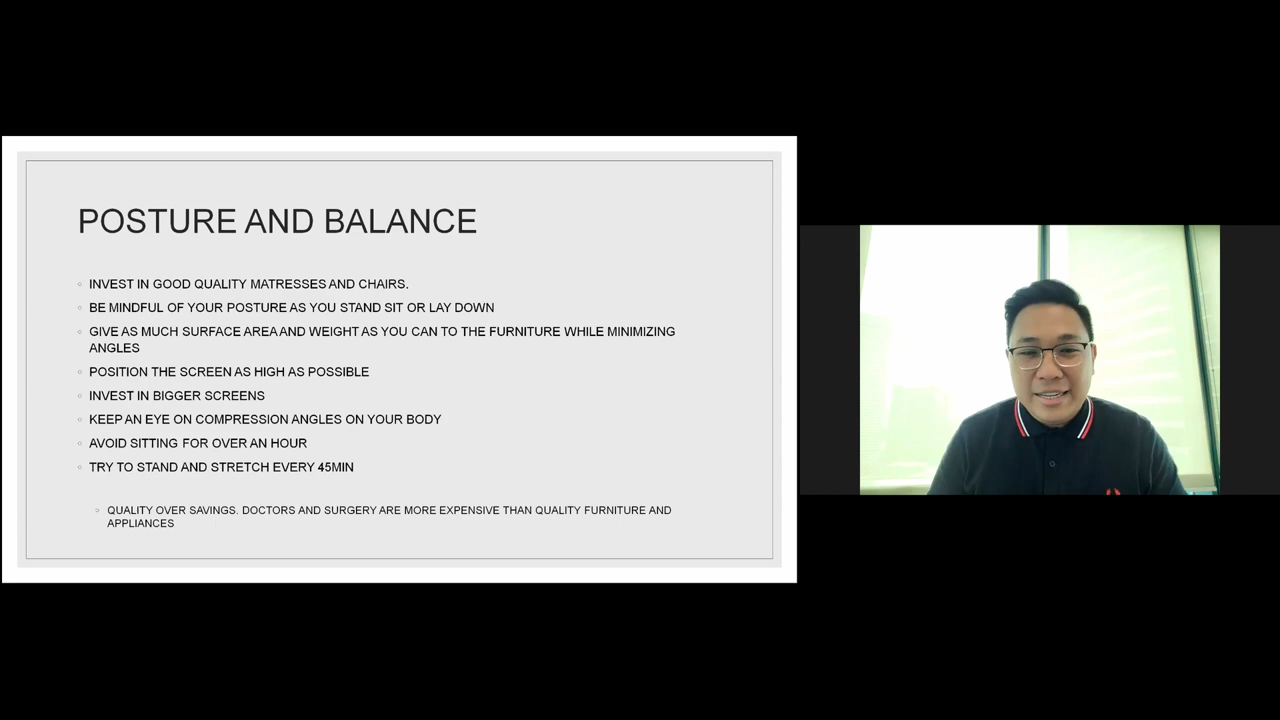 POSTURE AND BALANCE
INVEST IN GOOD QUALITY MATRESSES AND CHAIRS.
BE MINDFUL OF YOUR POSTURE AS YOU STAND SIT OR LAY DOWN
GIVE AS MUCH SURFACE AREA AND WEIGHT AS YOU CAN TO THE FURNITURE WHILE MINIMIZING
ANGLES
POSITION THE SCREEN AS HIGH AS POSSIBLE
INVEST IN BIGGER SCREENS
KEEP AN EYE ON COMPRESSION ANGLES ON YOUR BODY
AVOID SITTING FOR OVER AN HOUR
TRY TO STAND AND STRETCH EVERY 45MIN
QUALITY OVER SAVINGS. DOCTORS AND SURGERY ARE MORE EXPENSIVE THAN QUALITY FURNITURE AND
APPLIANCES